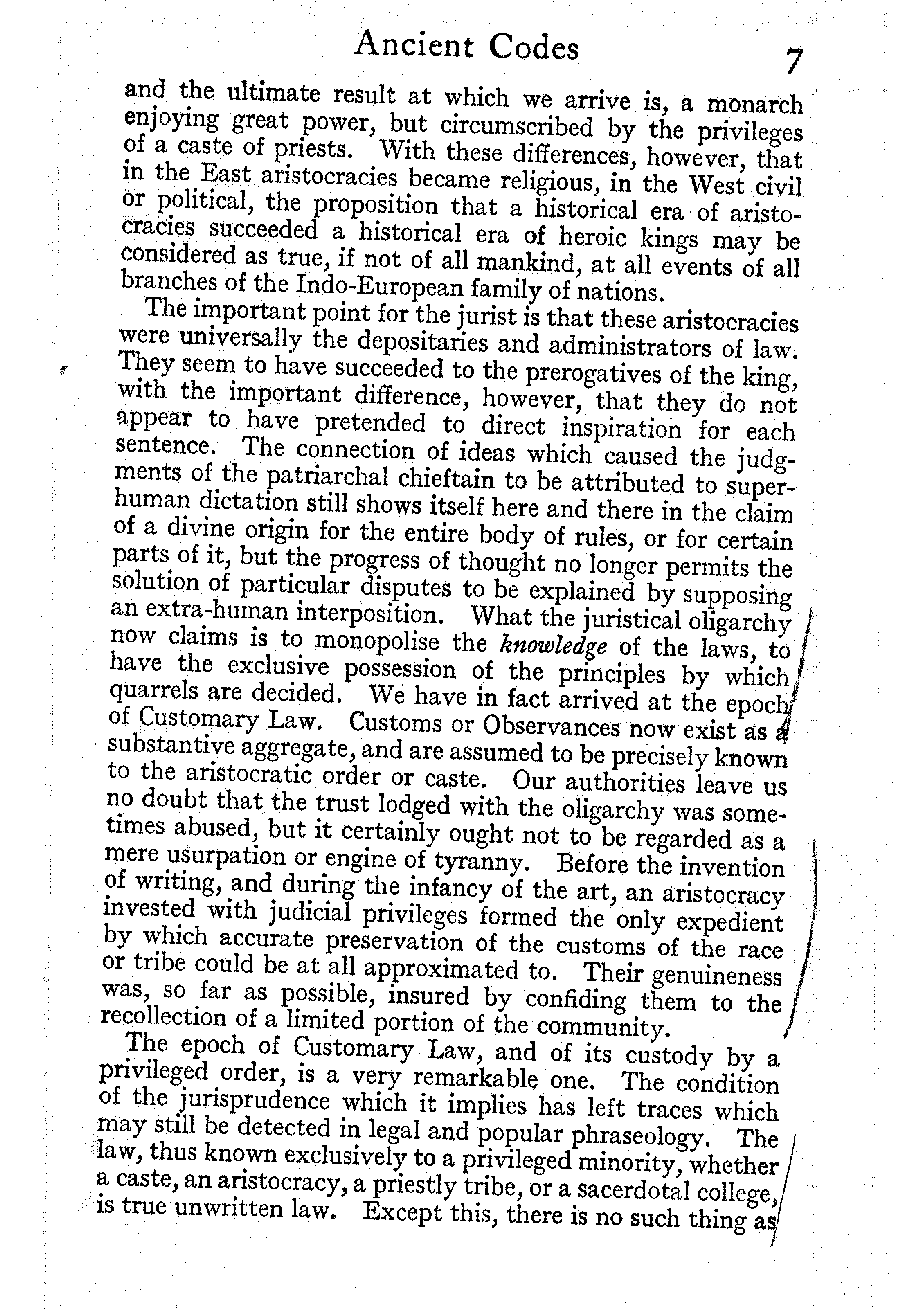 Ancient Codes 7
and the ultimate result at which we arrive is, a monarch
enjoying great power, but circumscribed by the privileges
of a caste of priests. With these differences, however, that
in the East aristocracies became religious, in the West civil
or political, the proposition that a historical era of aristo-
cracies succeeded a historical era of heroic kings may be
considered as true, if not of all mankind, at all events of all
branches of the Indo-European family of nations.
The important point for the jurist is that these aristocracies
were universally the depositaries and administrators of law.
They seem to have succeeded to the prerogatives of the king,
with the important difference, however, that they do not
appear to have pretended to direct inspiration for each
sentence. The connection of ideas which caused the judg-
ments of the patriarchal chieftain to be attributed to super-
human dictation still shows itself here and there in the claim
of a divine origin for the entire body of rules, or for certain
parts of it, but the progress of thought no longer permits the
solution of particular disputes to be explained by supposing
an extra-human interposition. What the juristical oligarchy
now claims is to monopolise the knowledge of the laws, to
have the exclusive possession of the principles by which
quarrels are decided. We have in fact arrived at the epoch
of Customary Law. Customs or Observances now exist as a
substantive aggregate, and are assumed to be precisely known
to the aristocratic order or caste. Our authorities leave us
no doubt that the trust lodged with the oligarchy was some-
times abused, but it certainly ought not to be regarded as a
mere usurpation or engine of tyranny. Before the invention
of writing, and during the infancy of the art, an aristocracy
invested with judicial privileges formed the only expedient
by which accurate preservation of the customs of the race
or tribe could be at all approximated to. Their genuineness
was, so far as possible, insured by confiding them to the
recollection of a limited portion of the community.
The epoch of Customary Law, and of its custody by a
privileged order, is a very remarkable one. The condition
of the jurisprudence which it implies has left traces which
may still be detected in legal and popular phraseology. The
law, thus known exclusively to a privileged minority, whether
a caste, an aristocracy, a priestly tribe, or a sacerdotal college,
is true unwritten law. Except this, there is no such thing as